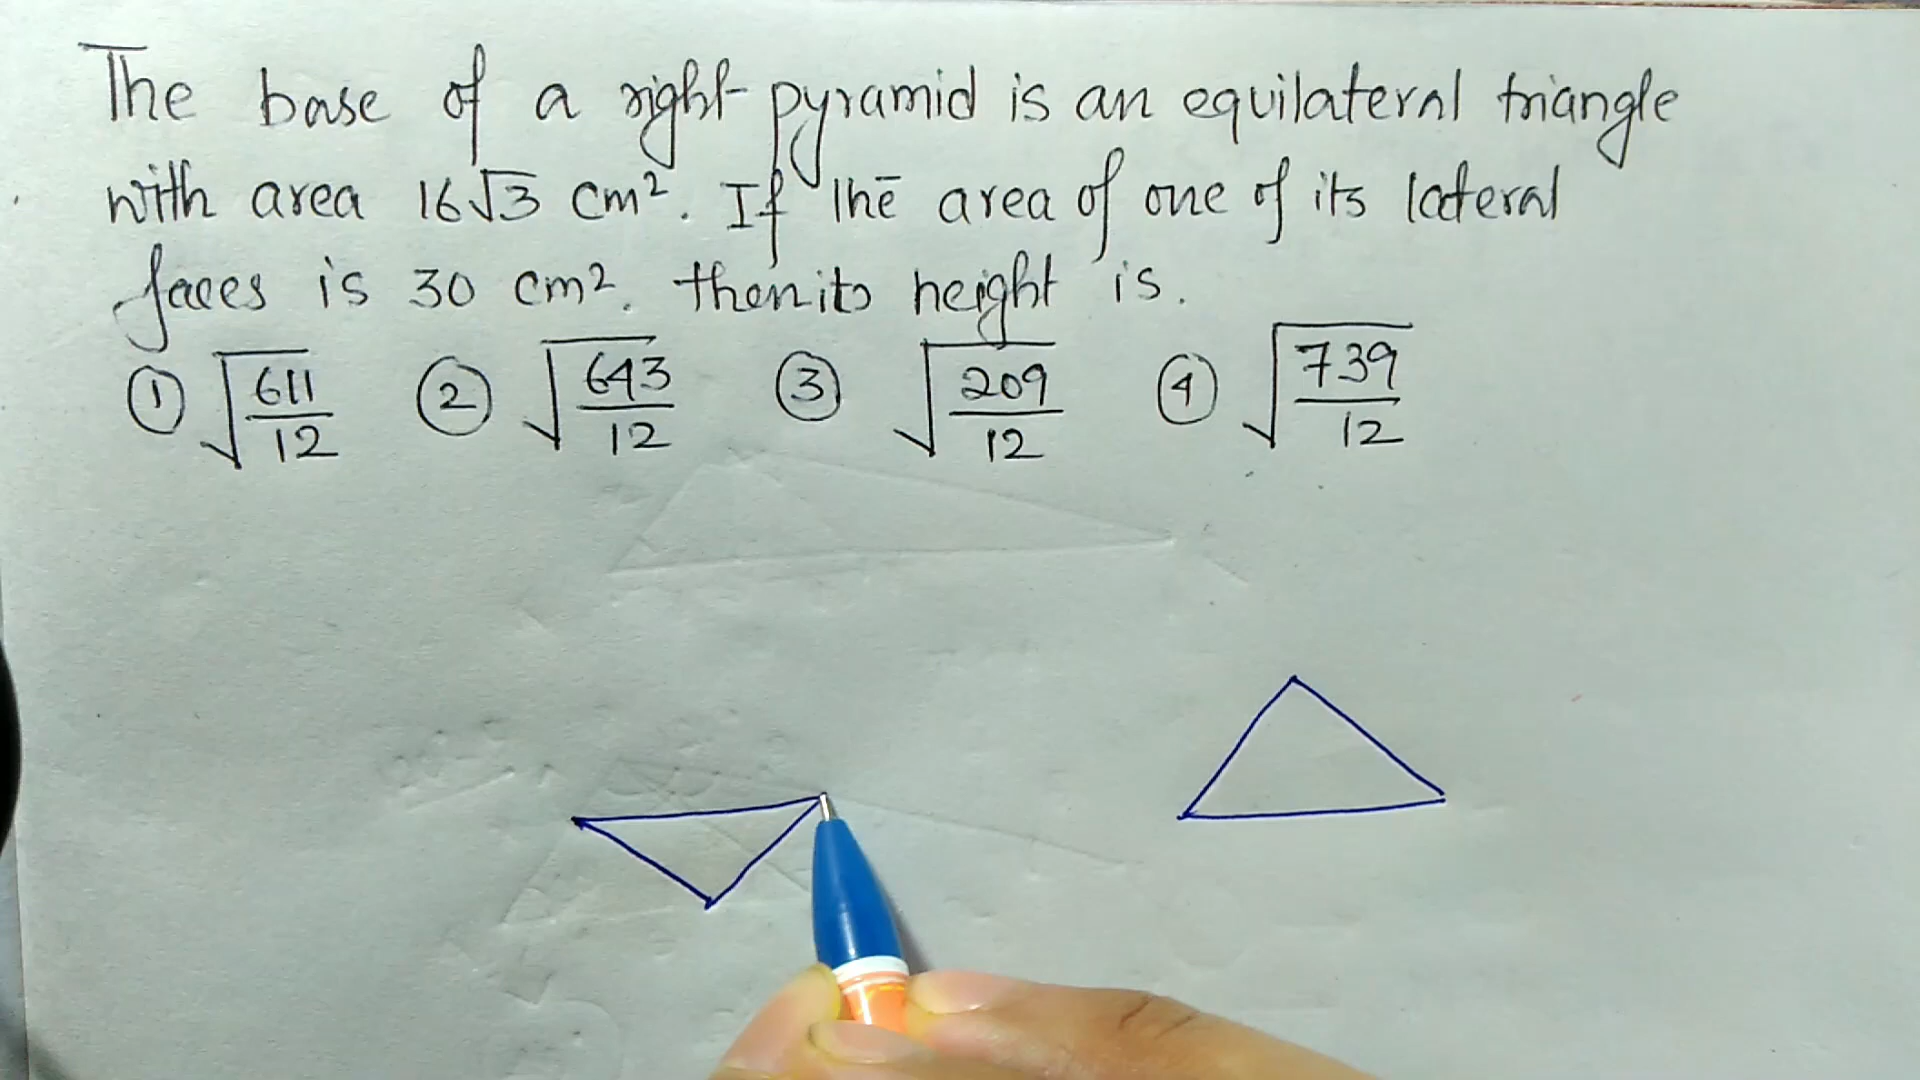 The base of a right pyramid is an equilateral triangle
with area 16√3 cm². If the area of one of its lateral
faces is 30 cm². then its height is.
① √(611/12) ② √(643/12) ③ √(209/12) ④ √(739/12)